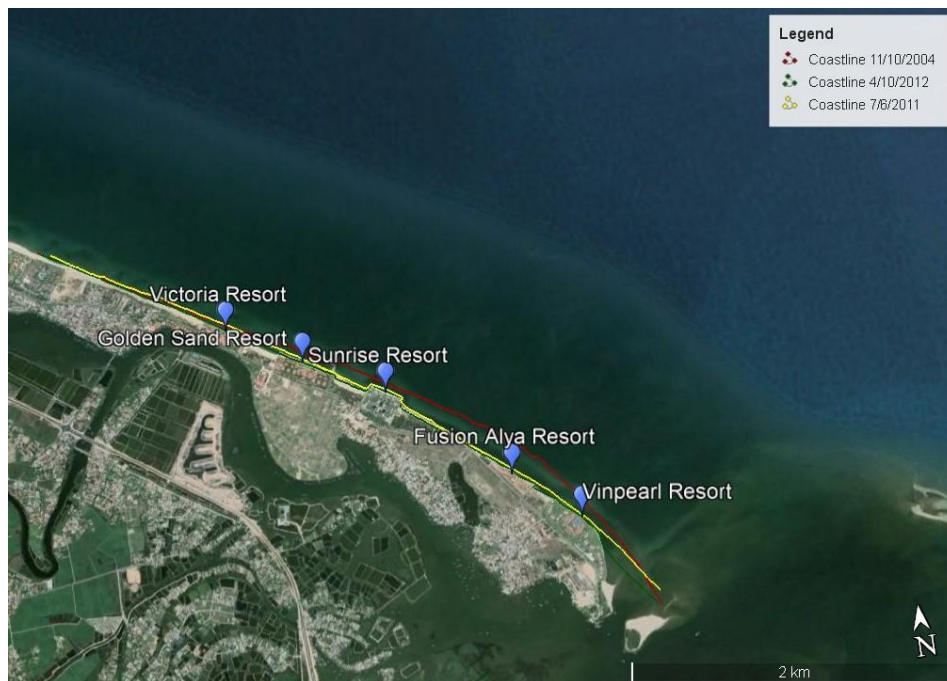 Legend
Coastline 11/10/2004
Coastline 4/10/2012
Coastline 7/6/2011
Victoria Resort
Golden Sand Resort
Sunrise Resort
Fusion Alya Resort
Vinpearl Resort
N
2 km